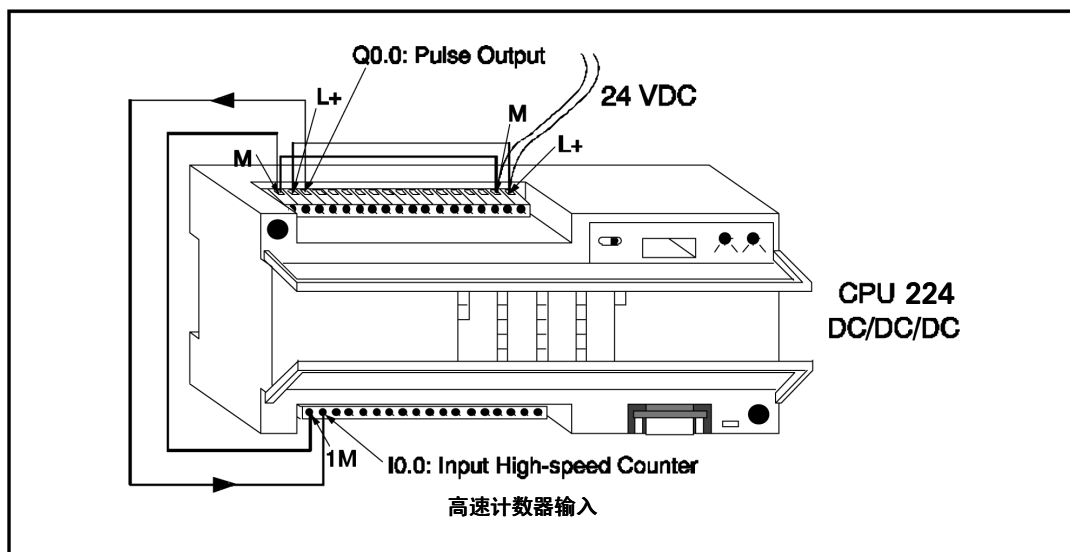 Q0.0: Pulse Output
24 VDC
L+
M
L+
M
CPU 224
DC/DC/DC
1M
I0.0: Input High-speed Counter
高速计数器输入